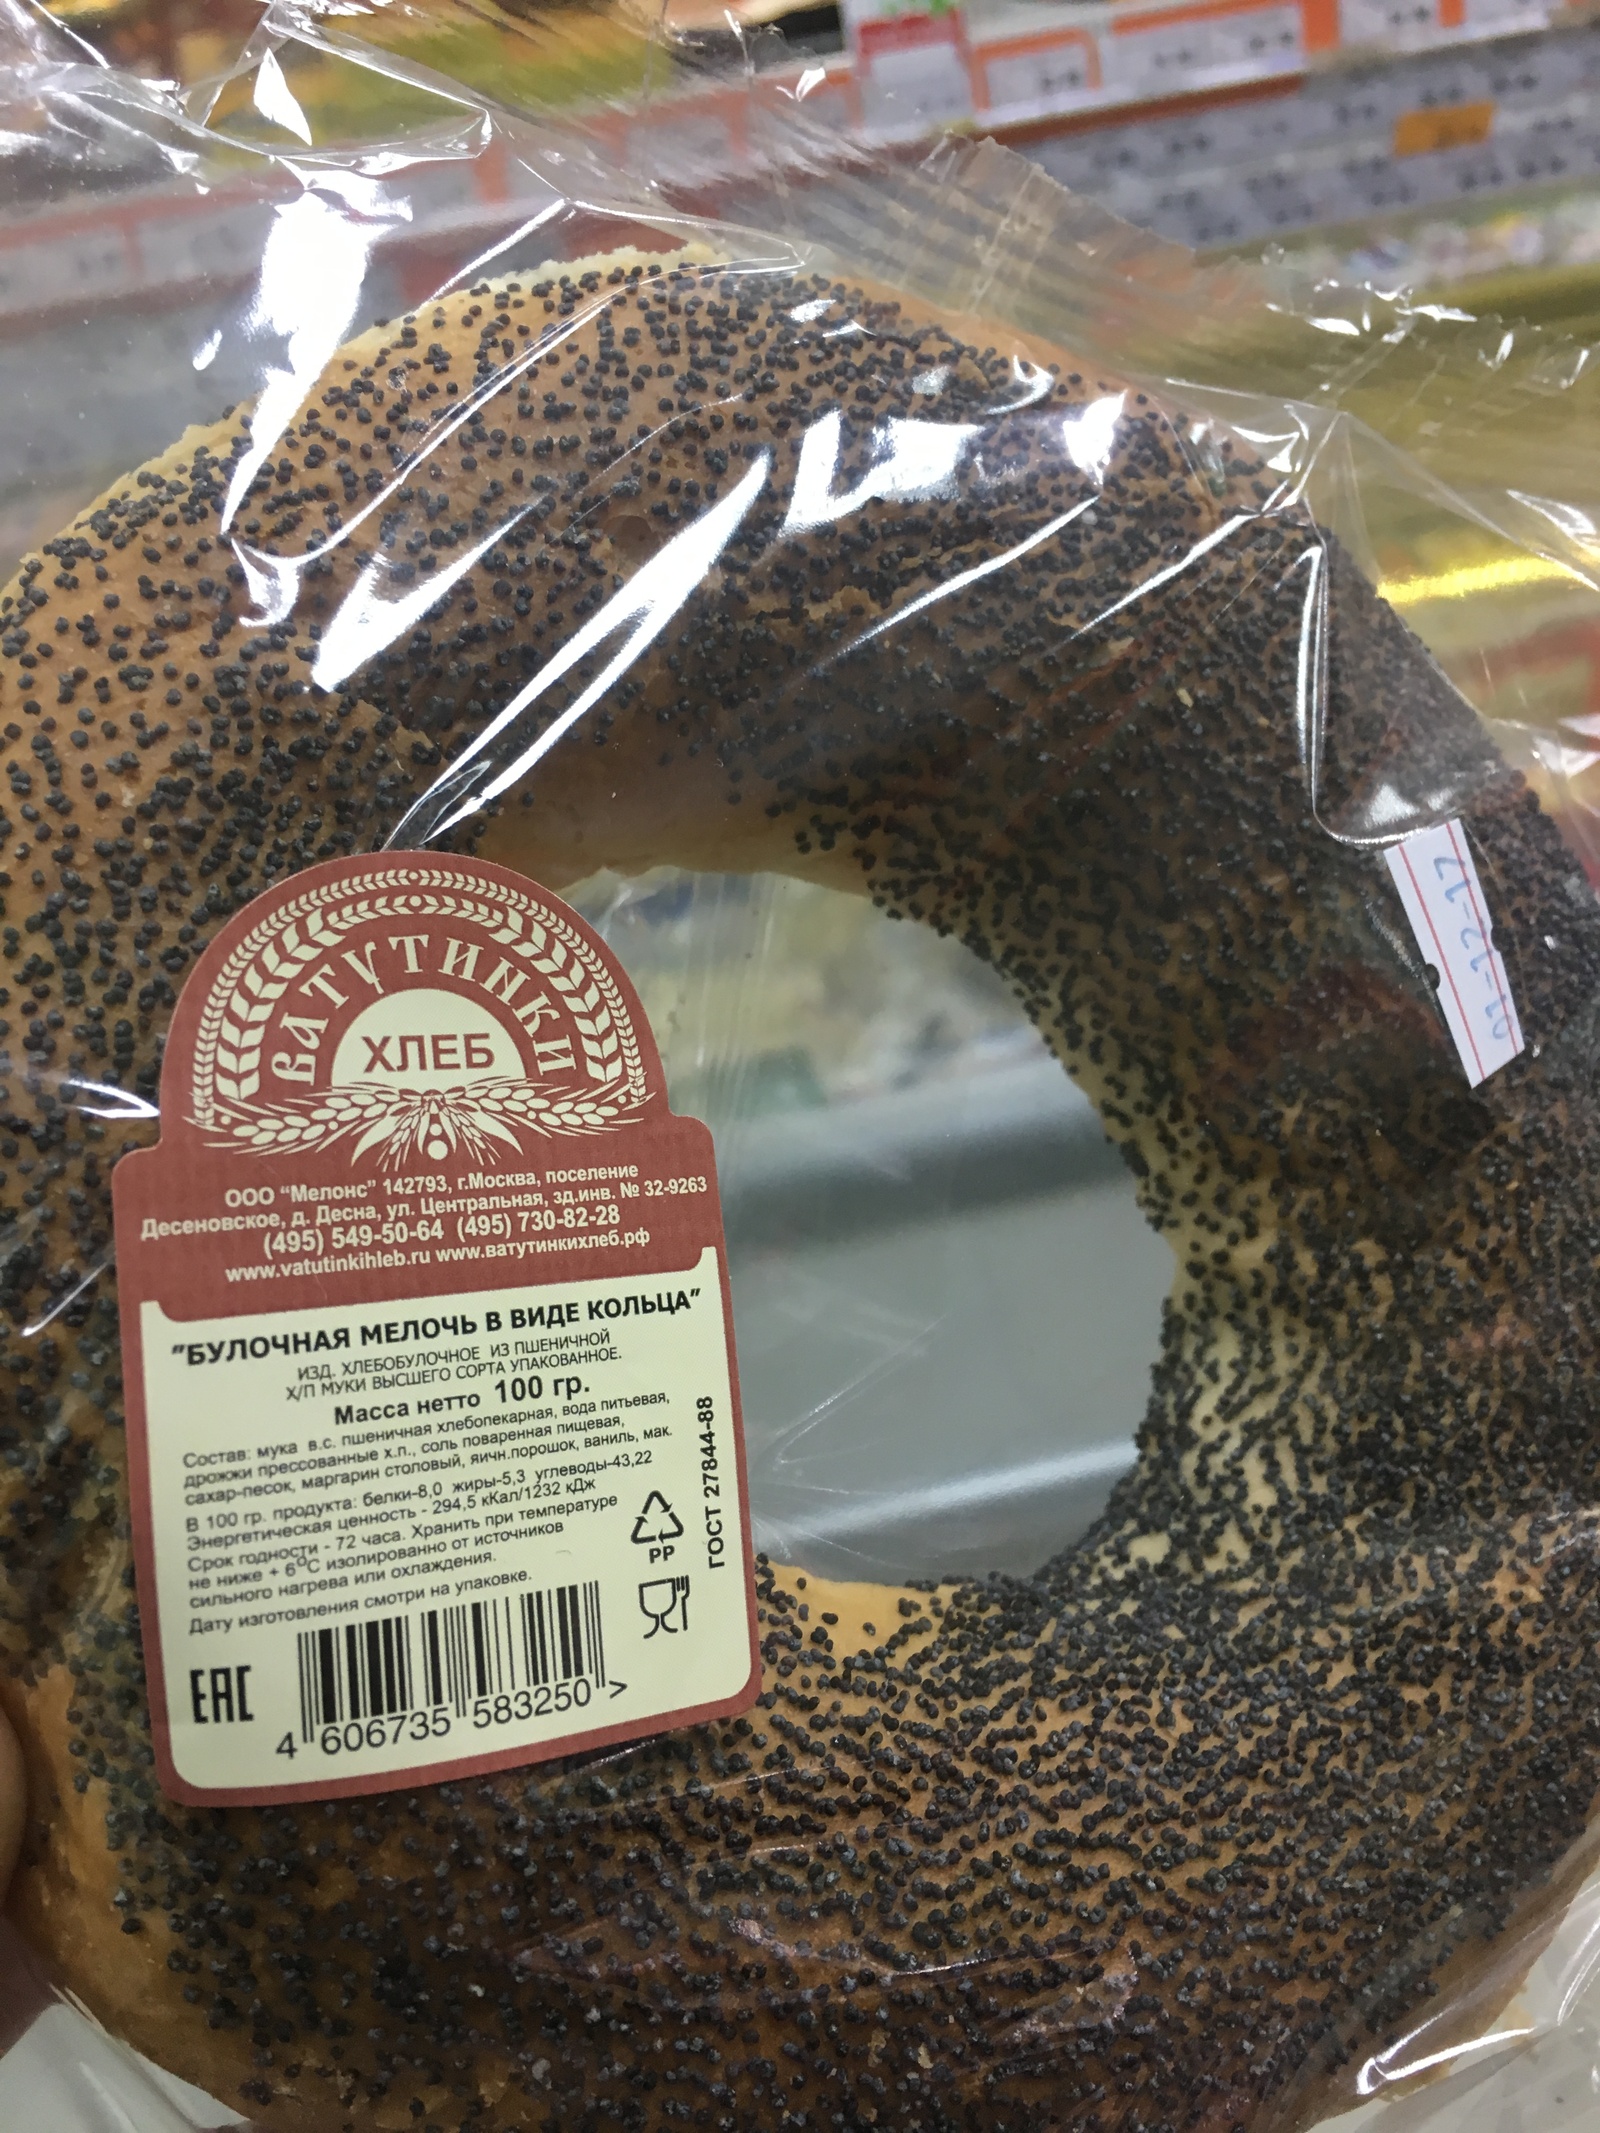 ВАТУТИНКИ
ХЛЕБ
ООО “Мелонс” 142793, г.Москва, поселение
Десеновское, д. Десна, ул. Центральная, зд.инв. № 32-9263
(495) 549-50-64 (495) 730-82-28
www.vatutinkihleb.ru www.ватутинкихлеб.рф
"БУЛОЧНАЯ МЕЛОЧЬ В ВИДЕ КОЛЬЦА"
ИЗД. ХЛЕБОБУЛОЧНОЕ ИЗ ПШЕНИЧНОЙ
Х/П МУКИ ВЫСШЕГО СОРТА УПАКОВАННОЕ.
Масса нетто 100 гр.
Состав: мука в.с. пшеничная хлебопекарная, вода питьевая,
дрожжи прессованные х.п., соль поваренная пищевая,
сахар-песок, маргарин столовый, яичн.порошок, ваниль, мак.
В 100 гр. продукта: белки-8,0 жиры-5,3 углеводы-43,22
Энергетическая ценность - 294,5 кКал/1232 кДж
Срок годности - 72 часа. Хранить при температуре
не ниже + 6°С изолированно от источников
сильного нагрева или охлаждения.
Дату изготовления смотри на упаковке.
PP
ГОСТ 27844-88
EAC
4 606735 583250 >
01-12-17